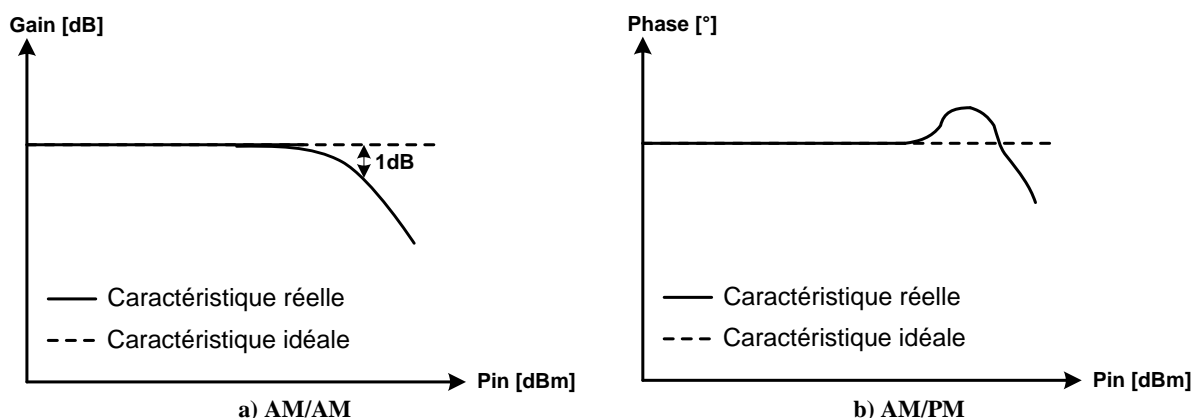 Gain [dB]
1dB
Caractéristique réelle
Caractéristique idéale
Pin [dBm]
a) AM/AM
Phase [°]
Caractéristique réelle
Caractéristique idéale
Pin [dBm]
b) AM/PM